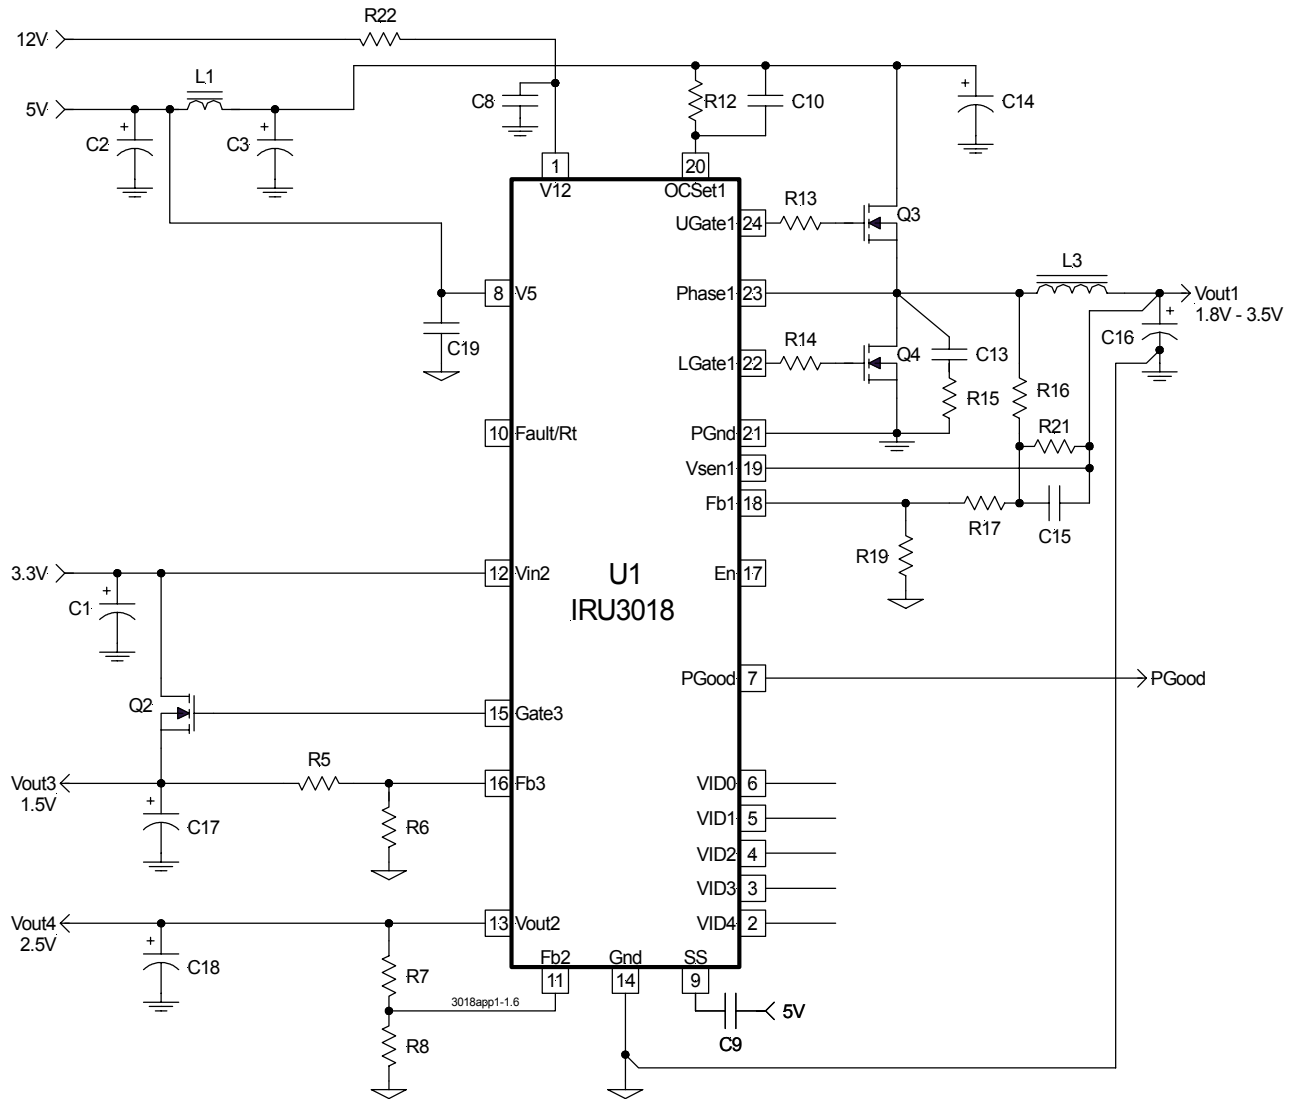 R22
12V
L1
5V
C2
C3
C8
R12
C10
C14
1
V12
20
OCSet1
UGate1
24
R13
Q3
8
V5
C19
Phase1
23
L3
Vout1
1.8V - 3.5V
C16
LGate1
22
R14
Q4
C13
R15
R16
10
Fault/Rt
PGnd
21
R21
Vsen1
19
Fb1
18
R17
C15
R19
3.3V
C1
12
Vin2
U1
IRU3018
En
17
PGood
7
PGood
Q2
15
Gate3
Vout3
1.5V
R5
16
Fb3
C17
R6
VID0
6
VID1
5
VID2
4
VID3
3
VID4
2
Vout4
2.5V
13
Vout2
C18
R7
Fb2
11
Gnd
14
SS
9
3018app1-1.6
R8
C9
5V